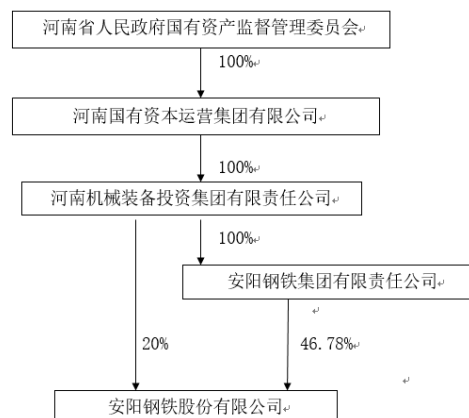 河南省人民政府国有资产监督管理委员会
100%
河南国有资本运营集团有限公司
100%
河南机械装备投资集团有限责任公司
100%
安阳钢铁集团有限责任公司
20%
46.78%
安阳钢铁股份有限公司